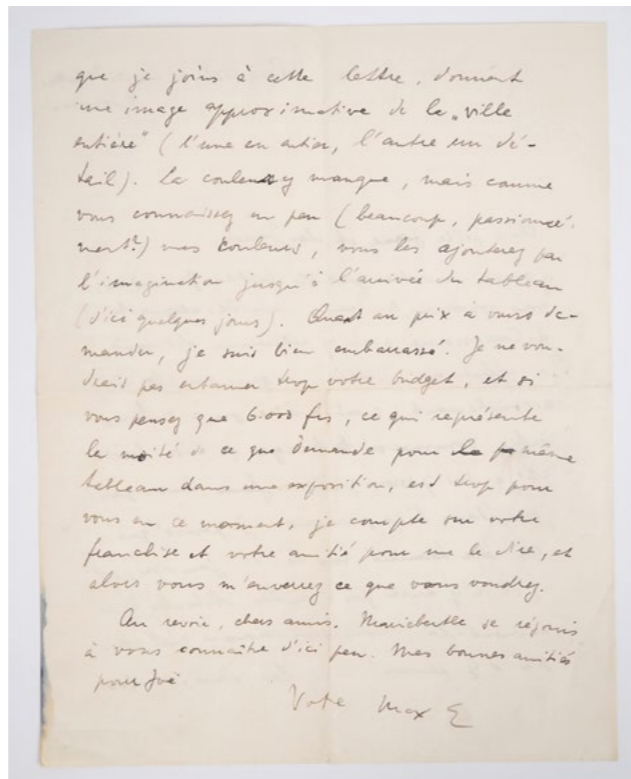 que je joins à cette lettre, donnent
une image approximative de la "ville
entière" (l'une en entier, l'autre un dé-
tail). La couleur y manque, mais comme
vous connaissez un peu (beaucoup, passionné-
ment?) mes couleurs, vous les ajouterez par
l'imagination jusqu'à l'arrivée du tableau
(d'ici quelques jours). Quant au prix à vous de-
mander, je suis bien embarrassé. Je ne vou-
drais pas entamer trop votre budget, et si
vous pensez que 6.000 frs, ce qui représente
la moitié de ce que demande pour le même
tableau dans une exposition, est trop pour
vous en ce moment, je compte sur votre
franchise et votre amitié pour me le dire, et
alors vous m'enverrez ce que vous voudrez.
Au revoir, chers amis. Marieberthe se réjouis
à vous connaître d'ici peu. Mes bonnes amitiés
pour Joë
Votre Max E